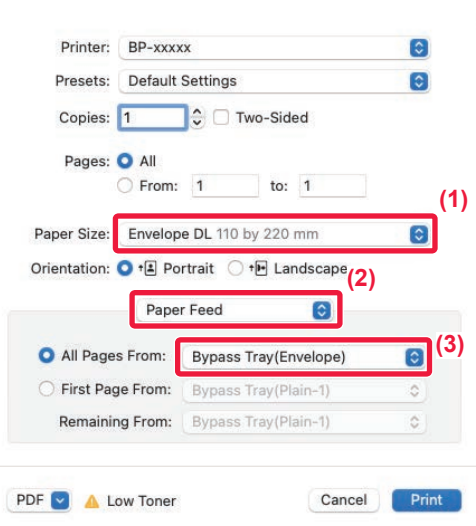 Printer: BP-xxxxx
Presets: Default Settings
Copies: 1 Two-Sided
Pages: All
From: 1 to: 1
(1)
Paper Size: Envelope DL 110 by 220 mm
Orientation: Portrait Landscape
(2)
Paper Feed
(3)
All Pages From: Bypass Tray(Envelope)
First Page From: Bypass Tray(Plain-1)
Remaining From: Bypass Tray(Plain-1)
PDF Low Toner Cancel Print